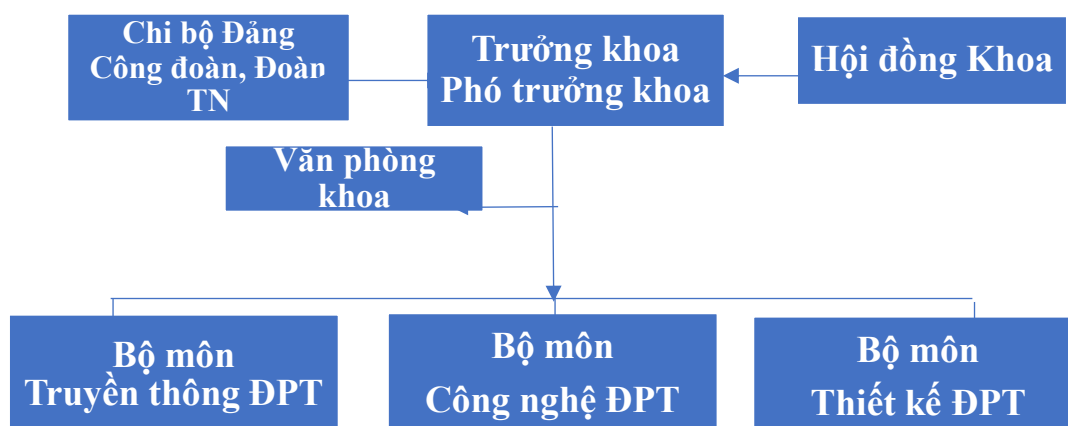 Chi bộ Đảng
Công đoàn, Đoàn
TN
Trưởng khoa
Phó trưởng khoa
Hội đồng Khoa
Văn phòng
khoa
Bộ môn
Truyền thông ĐPT
Bộ môn
Công nghệ ĐPT
Bộ môn
Thiết kế ĐPT